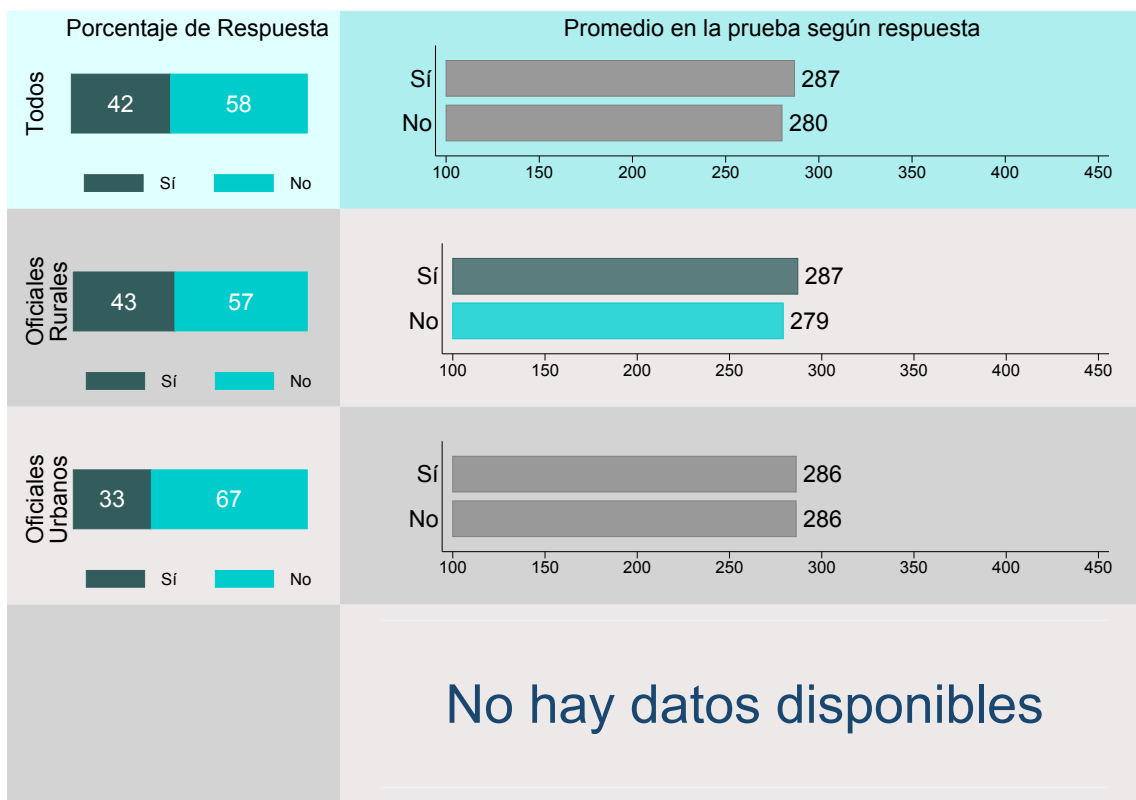 Porcentaje de Respuesta
Promedio en la prueba según respuesta
Todos
42 58
Sí No
Sí 287
No 280
100 150 200 250 300 350 400 450
Oficiales
Rurales
43 57
Sí No
Sí 287
No 279
100 150 200 250 300 350 400 450
Oficiales
Urbanos
33 67
Sí No
Sí 286
No 286
100 150 200 250 300 350 400 450
No hay datos disponibles